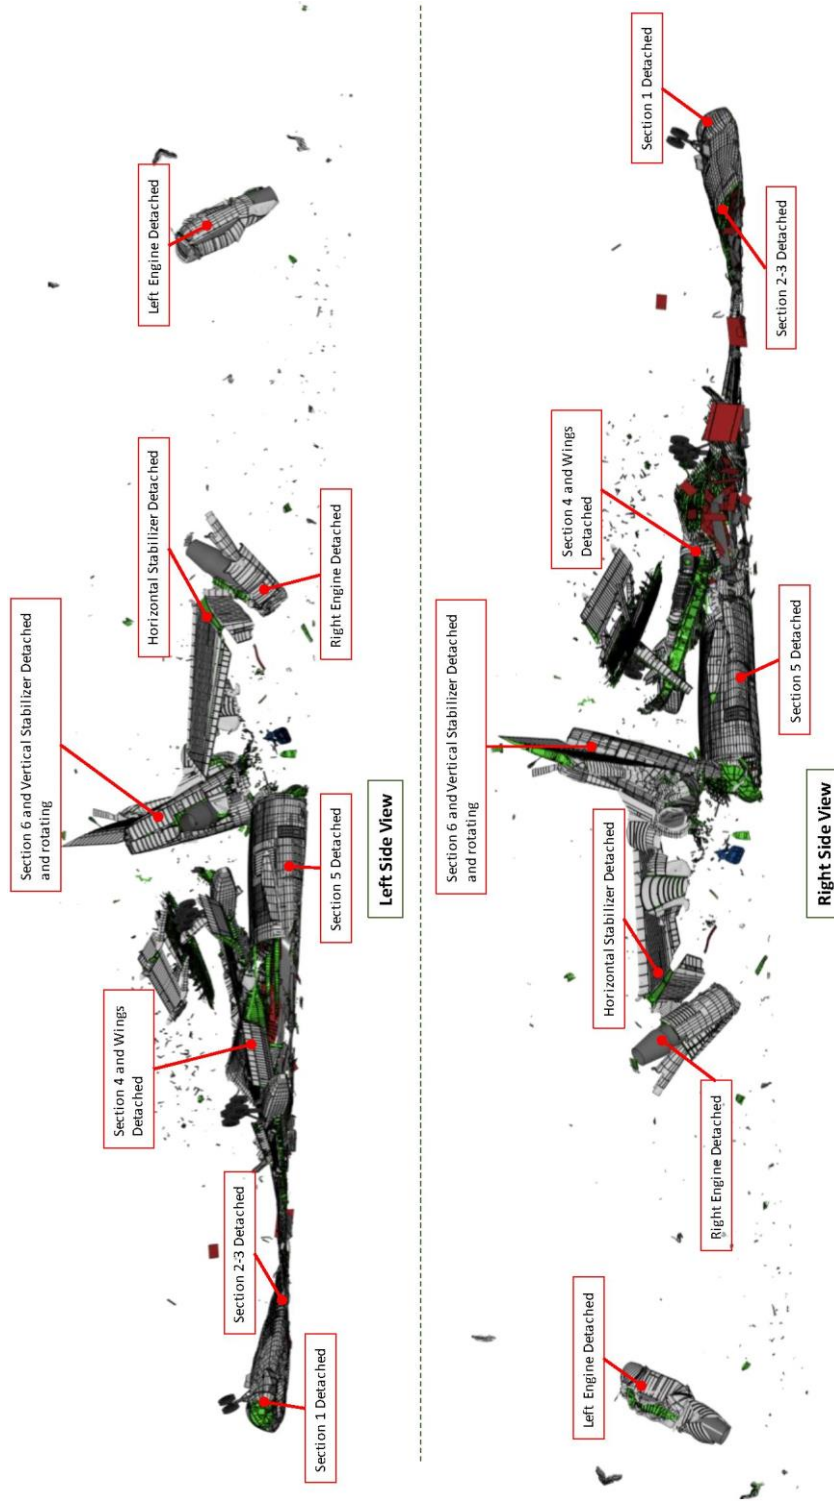 Section 6 and Vertical Stabilizer Detached
and rotating
Horizontal Stabilizer Detached
Left Engine Detached
Section 4 and Wings
Detached
Section 2-3 Detached
Section 1 Detached
Section 5 Detached
Right Engine Detached
Left Side View
Section 6 and Vertical Stabilizer Detached
and rotating
Section 4 and Wings
Detached
Section 1 Detached
Left Engine Detached
Horizontal Stabilizer Detached
Right Engine Detached
Section 5 Detached
Section 2-3 Detached
Right Side View